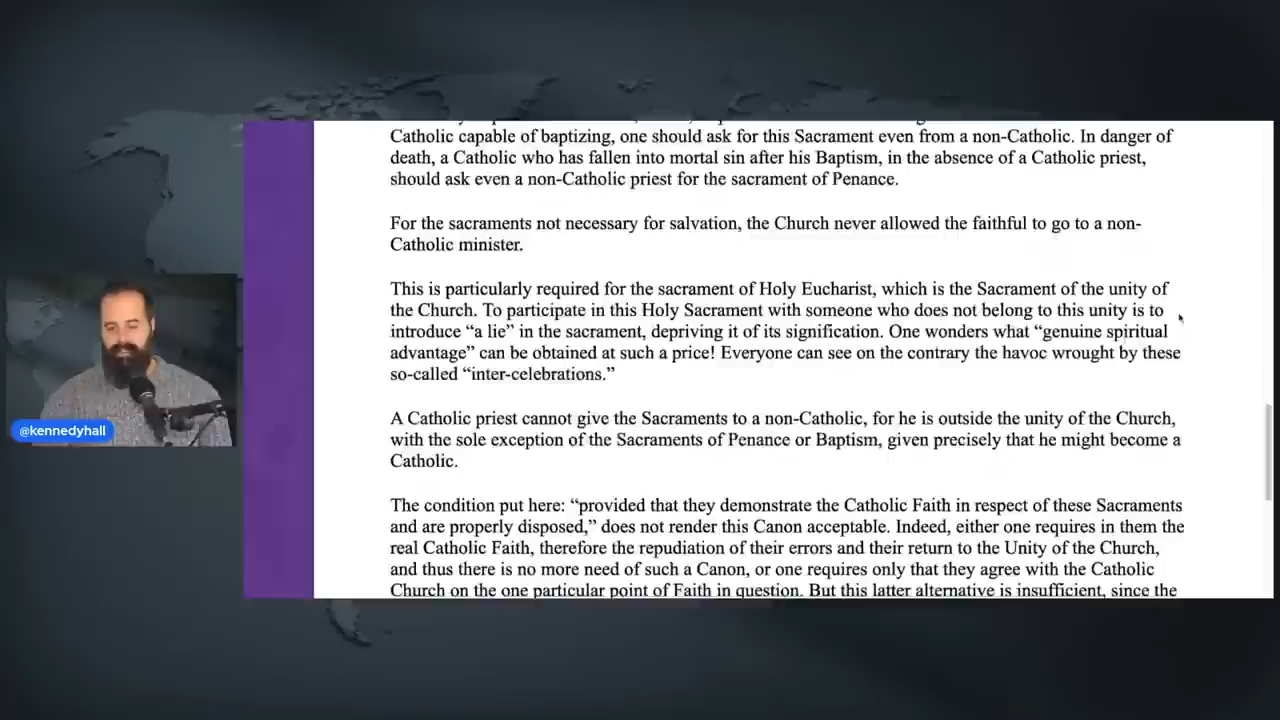 Catholic capable of baptizing, one should ask for this Sacrament even from a non-Catholic. In danger of
death, a Catholic who has fallen into mortal sin after his Baptism, in the absence of a Catholic priest,
should ask even a non-Catholic priest for the sacrament of Penance.
For the sacraments not necessary for salvation, the Church never allowed the faithful to go to a non-
Catholic minister.
This is particularly required for the sacrament of Holy Eucharist, which is the Sacrament of the unity of
the Church. To participate in this Holy Sacrament with someone who does not belong to this unity is to
introduce “a lie” in the sacrament, depriving it of its signification. One wonders what “genuine spiritual
advantage” can be obtained at such a price! Everyone can see on the contrary the havoc wrought by these
so-called “inter-celebrations.”
A Catholic priest cannot give the Sacraments to a non-Catholic, for he is outside the unity of the Church,
with the sole exception of the Sacraments of Penance or Baptism, given precisely that he might become a
Catholic.
The condition put here: “provided that they demonstrate the Catholic Faith in respect of these Sacraments
and are properly disposed,” does not render this Canon acceptable. Indeed, either one requires in them the
real Catholic Faith, therefore the repudiation of their errors and their return to the Unity of the Church,
and thus there is no more need of such a Canon, or one requires only that they agree with the Catholic
Church on the one particular point of Faith in question. But this latter alternative is insufficient, since the
@kennedyhall